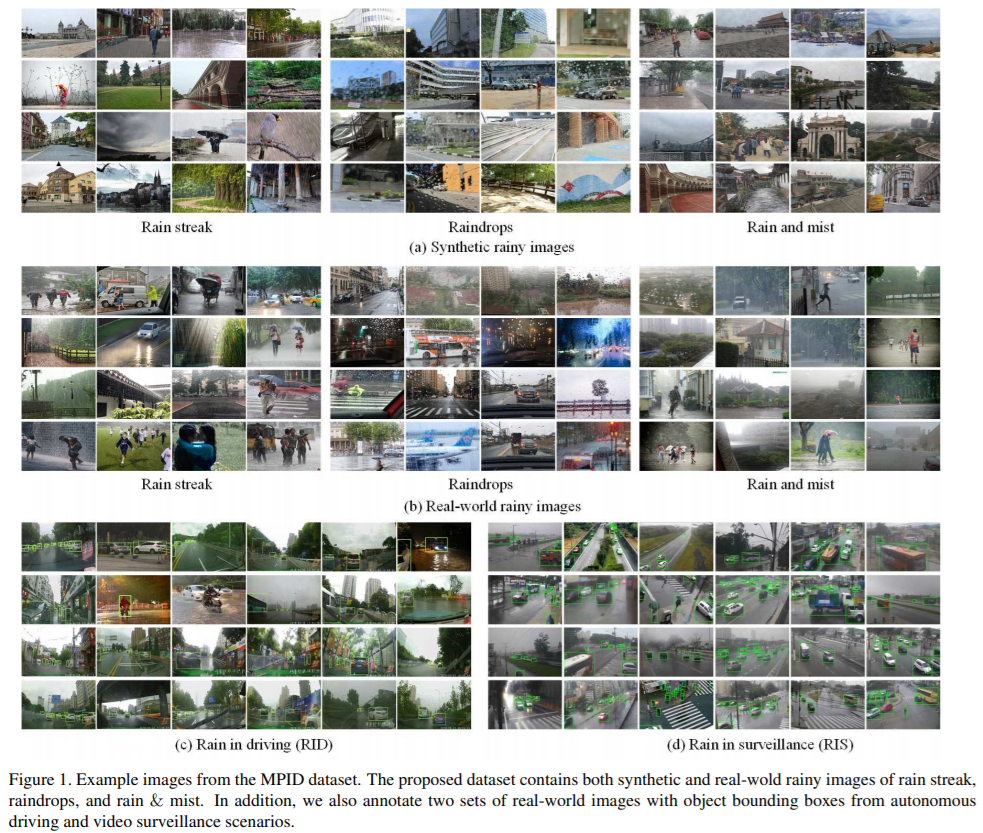 Rain streak
Raindrops
Rain and mist
(a) Synthetic rainy images
Rain streak
Raindrops
Rain and mist
(b) Real-world rainy images
(c) Rain in driving (RID)
(d) Rain in surveillance (RIS)
Figure 1. Example images from the MPID dataset. The proposed dataset contains both synthetic and real-wold rainy images of rain streak,
raindrops, and rain & mist. In addition, we also annotate two sets of real-world images with object bounding boxes from autonomous
driving and video surveillance scenarios.